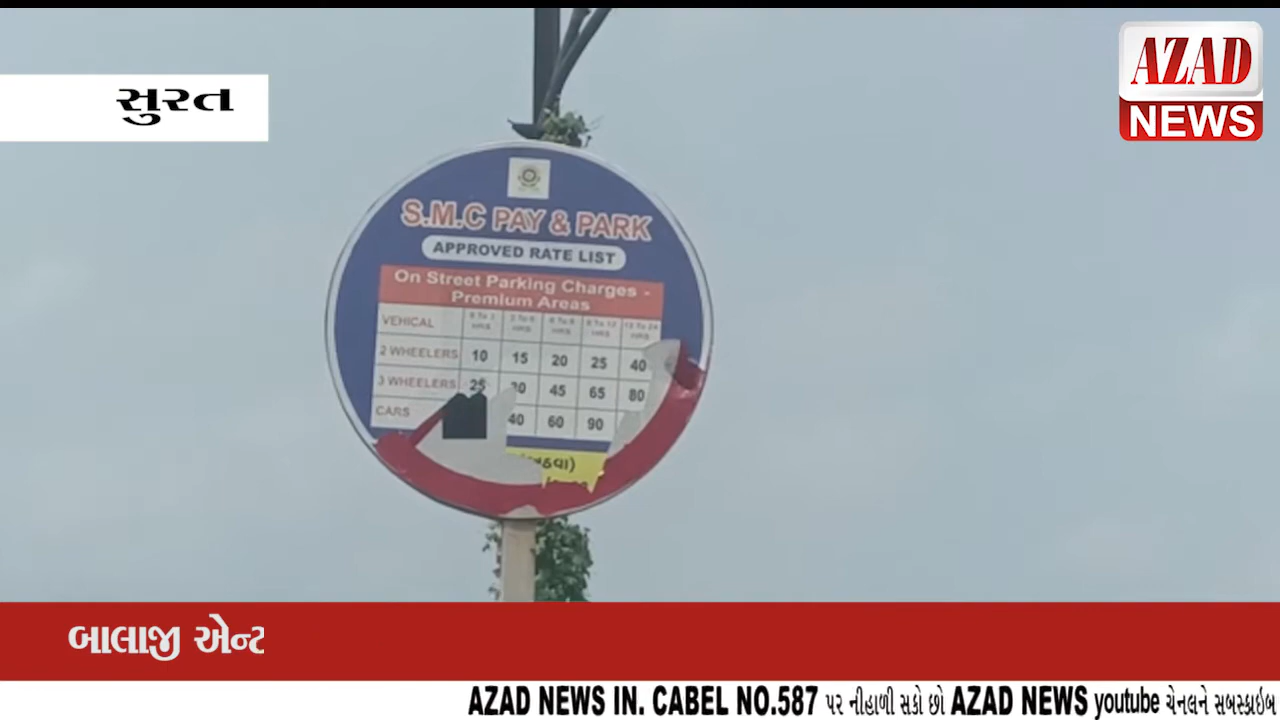 સુરત
AZAD
NEWS
S.M.C PAY & PARK
APPROVED RATE LIST
On Street Parking Charges -
Premium Areas
VEHICAL
2 WHEELERS 10 15 20 25 40
3 WHEELERS 25 30 45 65 80
CARS 40 60 90
બાલાજી એન્ટ
AZAD NEWS IN. CABEL NO.587 પર નીહાળી સકો છો AZAD NEWS youtube ચેનલને સબસ્ક્રાઇબ